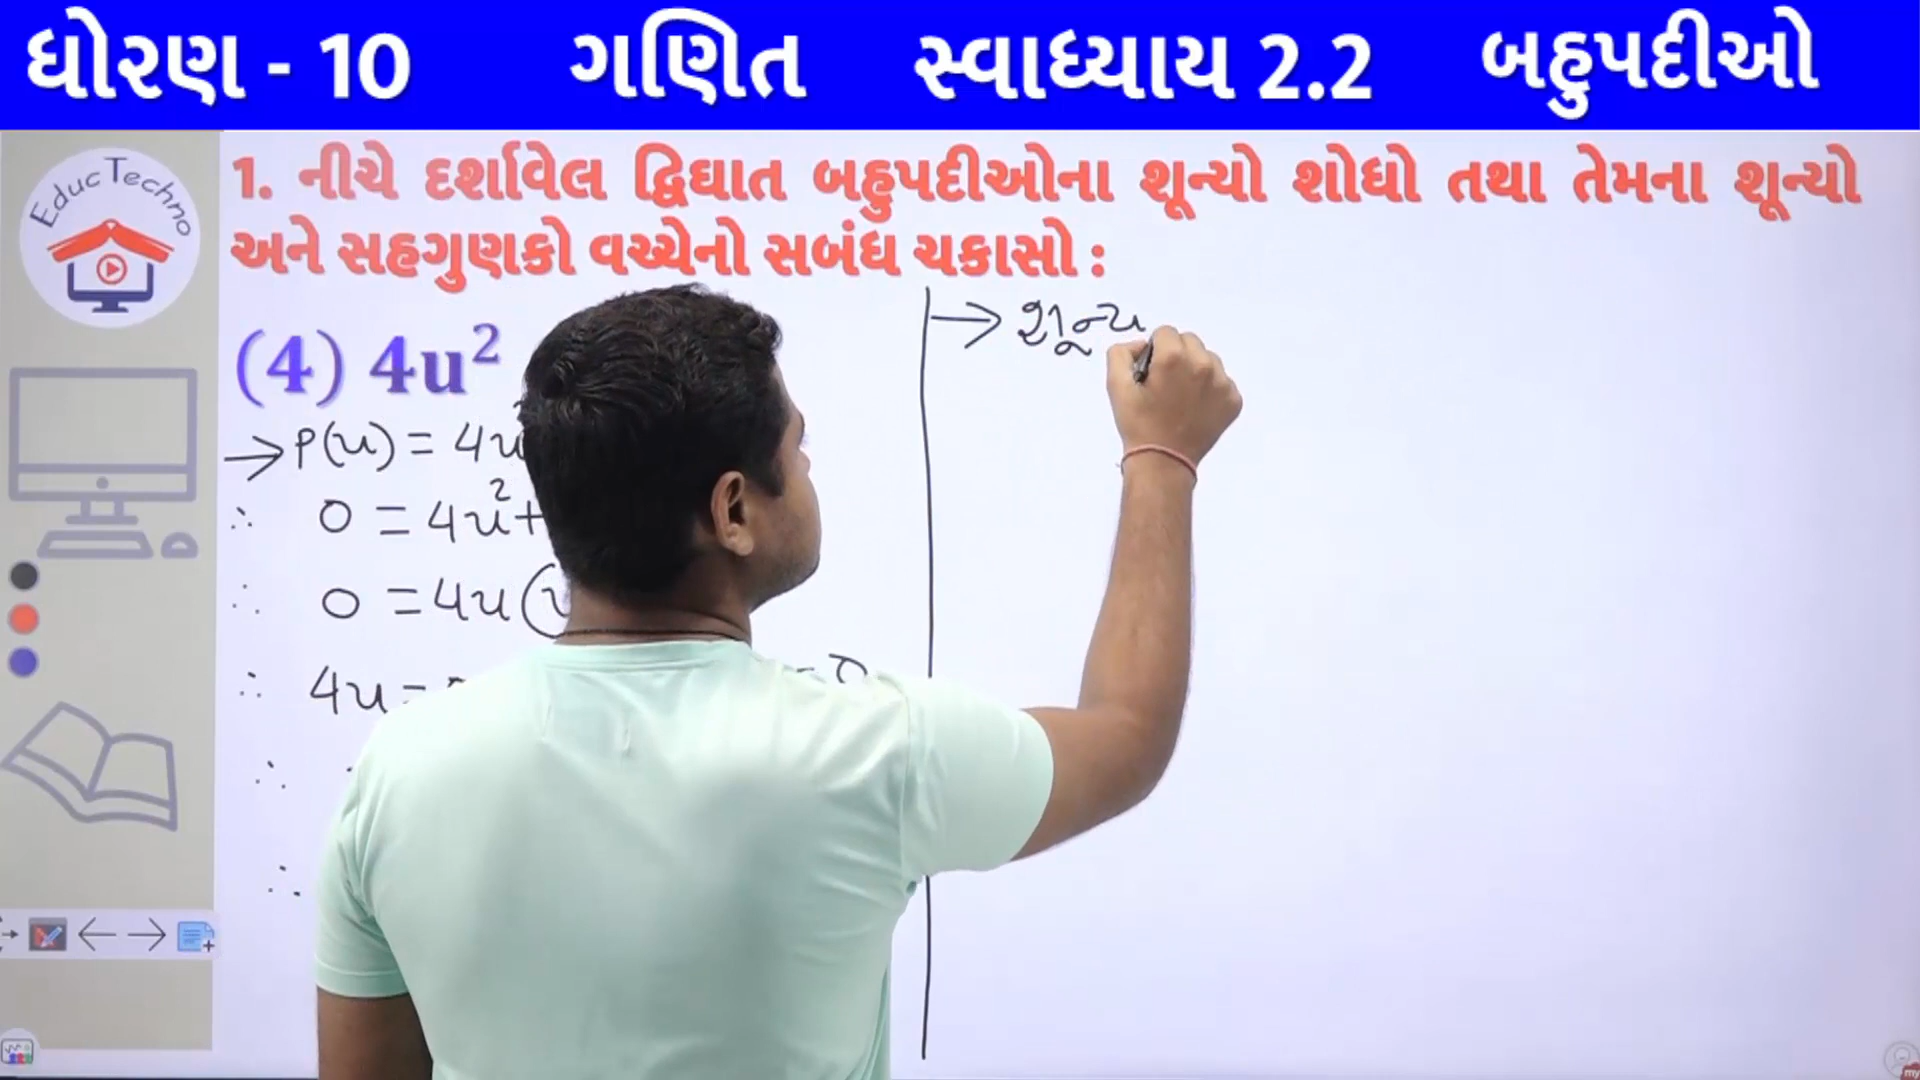 ધોરણ - 10 ગણિત સ્વાધ્યાય 2.2 બહુપદીઓ
EducTechno
1. નીચે દર્શાવેલ દ્વિઘાત બહુપદીઓના શૂન્યો શોધો તથા તેમના શૂન્યો
અને સહગુણકો વચ્ચેનો સબંધ ચકાસો :
(4) 4u²
→ P(u) = 4u
∴ 0 = 4u²+
∴ 0 = 4u(
∴ 4u = 0
→ શૂન્ય